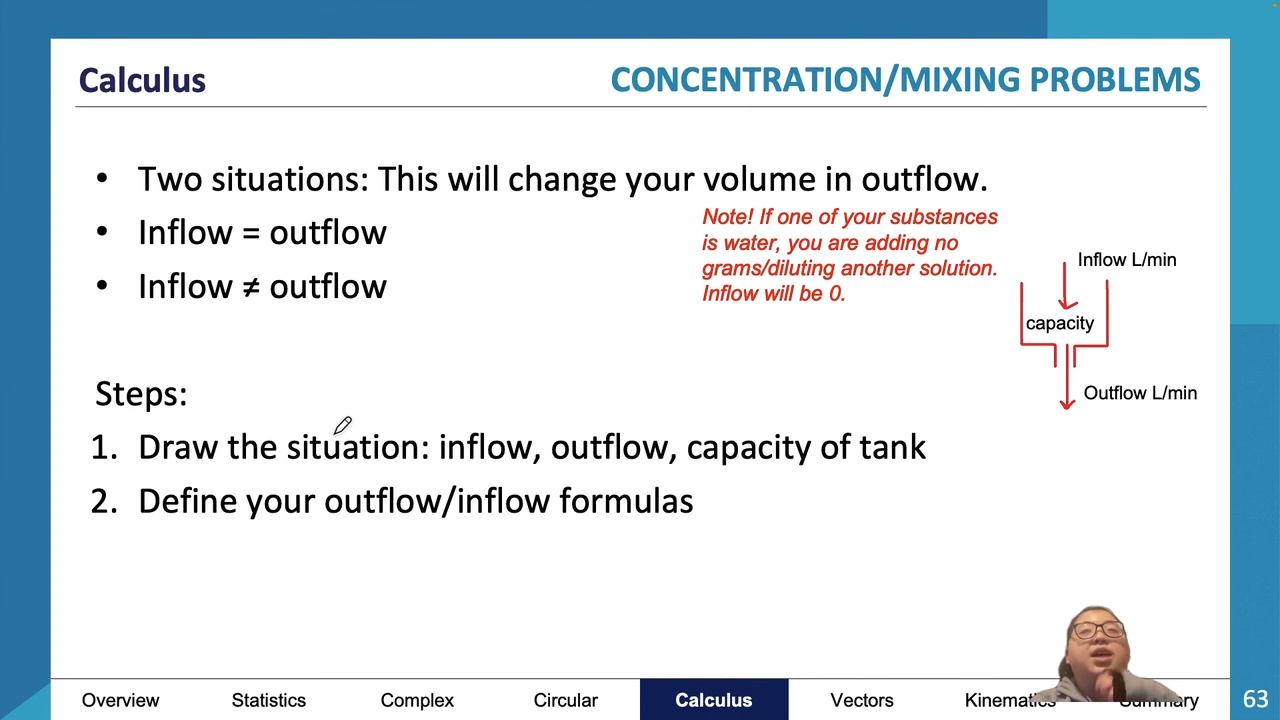 Calculus
CONCENTRATION/MIXING PROBLEMS
• Two situations: This will change your volume in outflow.
• Inflow = outflow
• Inflow ≠ outflow
Note! If one of your substances
is water, you are adding no
grams/diluting another solution.
Inflow will be 0.
Inflow L/min
capacity
Outflow L/min
Steps:
1. Draw the situation: inflow, outflow, capacity of tank
2. Define your outflow/inflow formulas
Overview Statistics Complex Circular Calculus Vectors Kinematics Summary 63